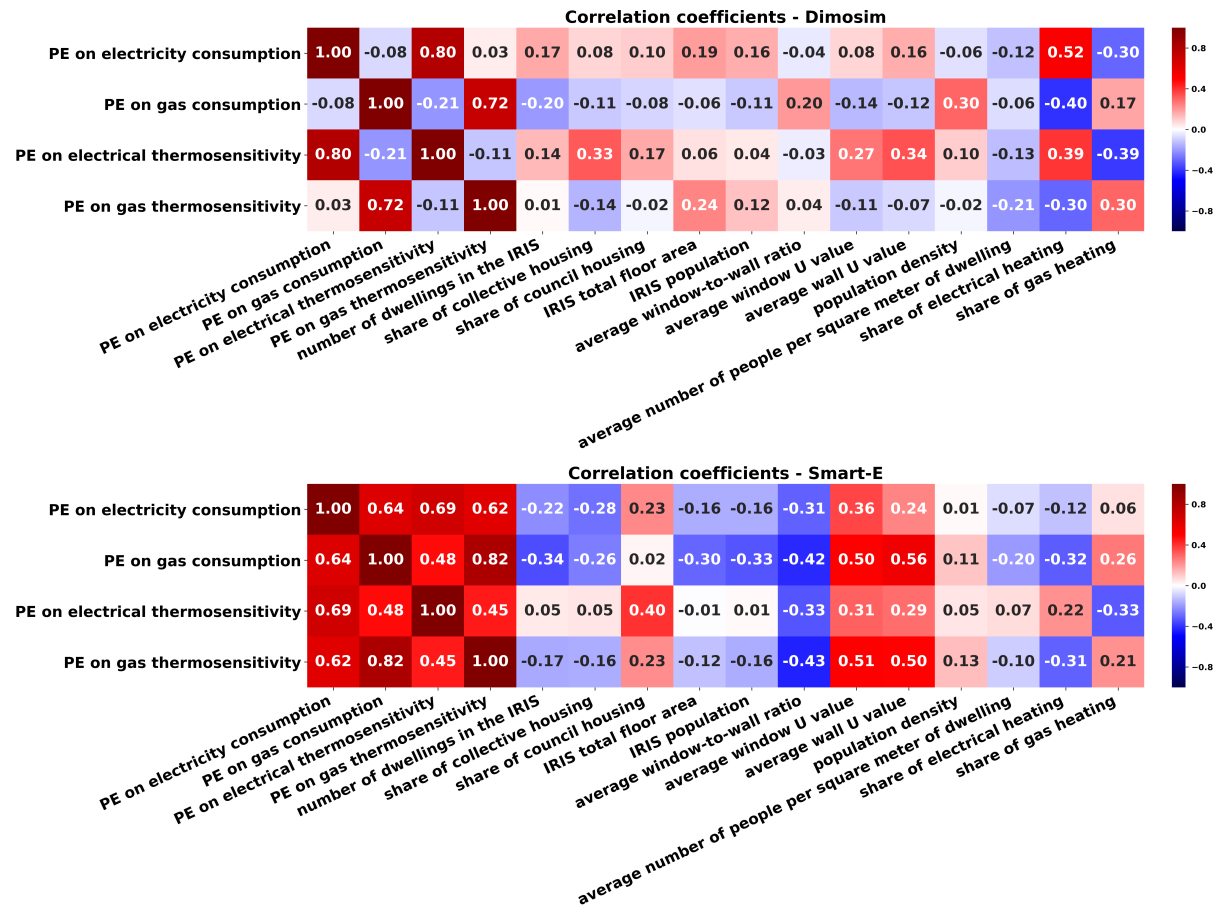 Correlation coefficients - Dimosim
PE on electricity consumption 1.00 -0.08 0.80 0.03 0.17 0.08 0.10 0.19 0.16 -0.04 0.08 0.16 -0.06 -0.12 0.52 -0.30
PE on gas consumption -0.08 1.00 -0.21 0.72 -0.20 -0.11 -0.08 -0.06 -0.11 0.20 -0.14 -0.12 0.30 -0.06 -0.40 0.17
PE on electrical thermosensitivity 0.80 -0.21 1.00 -0.11 0.14 0.33 0.17 0.06 0.04 -0.03 0.27 0.34 0.10 -0.13 0.39 -0.39
PE on gas thermosensitivity 0.03 0.72 -0.11 1.00 0.01 -0.14 -0.02 0.24 0.12 0.04 -0.11 -0.07 -0.02 -0.21 -0.30 0.30
0.8
0.4
0.0
−0.4
−0.8
PE on electricity consumption
PE on gas consumption
PE on electrical thermosensitivity
PE on gas thermosensitivity
number of dwellings in the IRIS
share of collective housing
share of council housing
IRIS total floor area
IRIS population
average window-to-wall ratio
average window U value
average wall U value
population density
average number of people per square meter of dwelling
share of electrical heating
share of gas heating
Correlation coefficients - Smart-E
PE on electricity consumption 1.00 0.64 0.69 0.62 -0.22 -0.28 0.23 -0.16 -0.16 -0.31 0.36 0.24 0.01 -0.07 -0.12 0.06
PE on gas consumption 0.64 1.00 0.48 0.82 -0.34 -0.26 0.02 -0.30 -0.33 -0.42 0.50 0.56 0.11 -0.20 -0.32 0.26
PE on electrical thermosensitivity 0.69 0.48 1.00 0.45 0.05 0.05 0.40 -0.01 0.01 -0.33 0.31 0.29 0.05 0.07 0.22 -0.33
PE on gas thermosensitivity 0.62 0.82 0.45 1.00 -0.17 -0.16 0.23 -0.12 -0.16 -0.43 0.51 0.50 0.13 -0.10 -0.31 0.21
0.8
0.4
0.0
−0.4
−0.8
PE on electricity consumption
PE on gas consumption
PE on electrical thermosensitivity
PE on gas thermosensitivity
number of dwellings in the IRIS
share of collective housing
share of council housing
IRIS total floor area
IRIS population
average window-to-wall ratio
average window U value
average wall U value
population density
average number of people per square meter of dwelling
share of electrical heating
share of gas heating